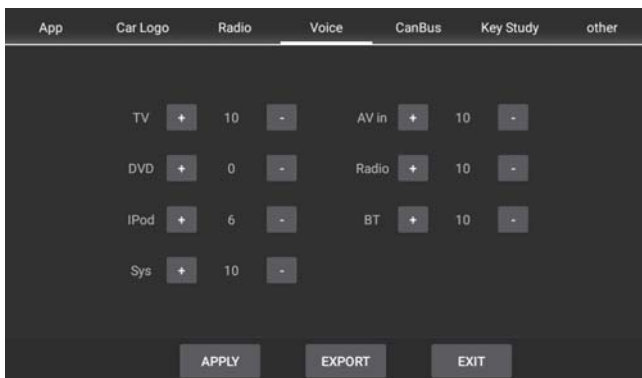 App Car Logo Radio Voice CanBus Key Study other
TV + 10 - AV in + 10 -
DVD + 0 - Radio + 10 -
IPod + 6 - BT + 10 -
Sys + 10 -
APPLY EXPORT EXIT